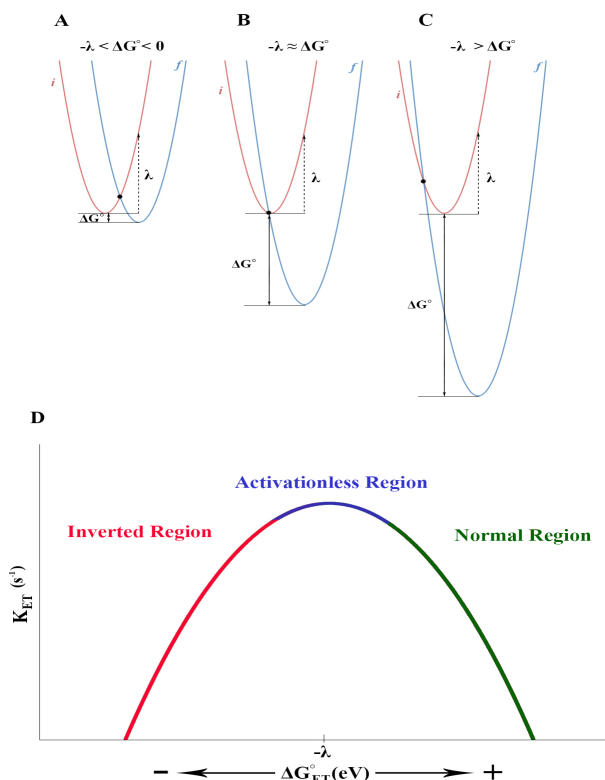 A
-λ < ΔG° < 0
B
-λ ≈ ΔG°
C
-λ > ΔG°
i
f
λ
ΔG°
i
f
λ
ΔG°
i
f
λ
ΔG°
D
Activationless Region
Inverted Region
Normal Region
K_ET (s⁻¹)
-λ
− ΔG°_ET(eV) +